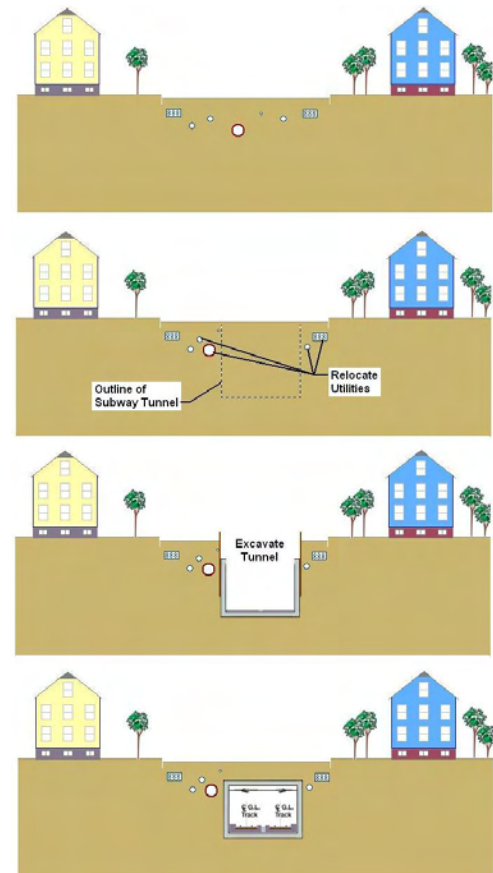 Outline of
Subway Tunnel
Relocate
Utilities
Excavate
Tunnel
℄ G.L.
Track
℄ G.L.
Track